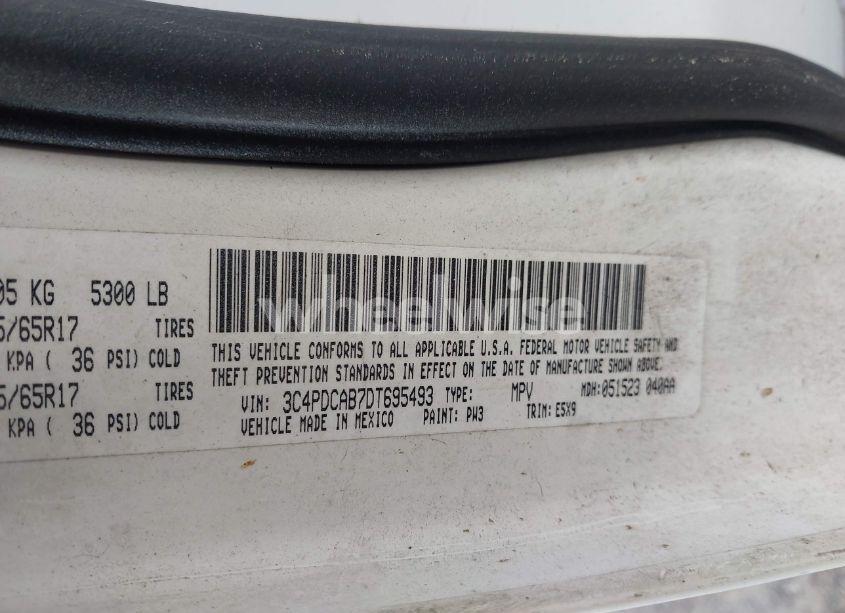 05 KG 5300 LB
5/65R17 TIRES
KPA ( 36 PSI) COLD
5/65R17 TIRES
KPA ( 36 PSI) COLD
wheelwise
THIS VEHICLE CONFORMS TO ALL APPLICABLE U.S.A. FEDERAL MOTOR VEHICLE SAFETY AND
THEFT PREVENTION STANDARDS IN EFFECT ON THE DATE OF MANUFACTURE SHOWN ABOVE.
VIN: 3C4PDCAB7DT695493 TYPE: MPV MDH: 051523 040AA
VEHICLE MADE IN MEXICO PAINT: PW3 TRIM: E5X9